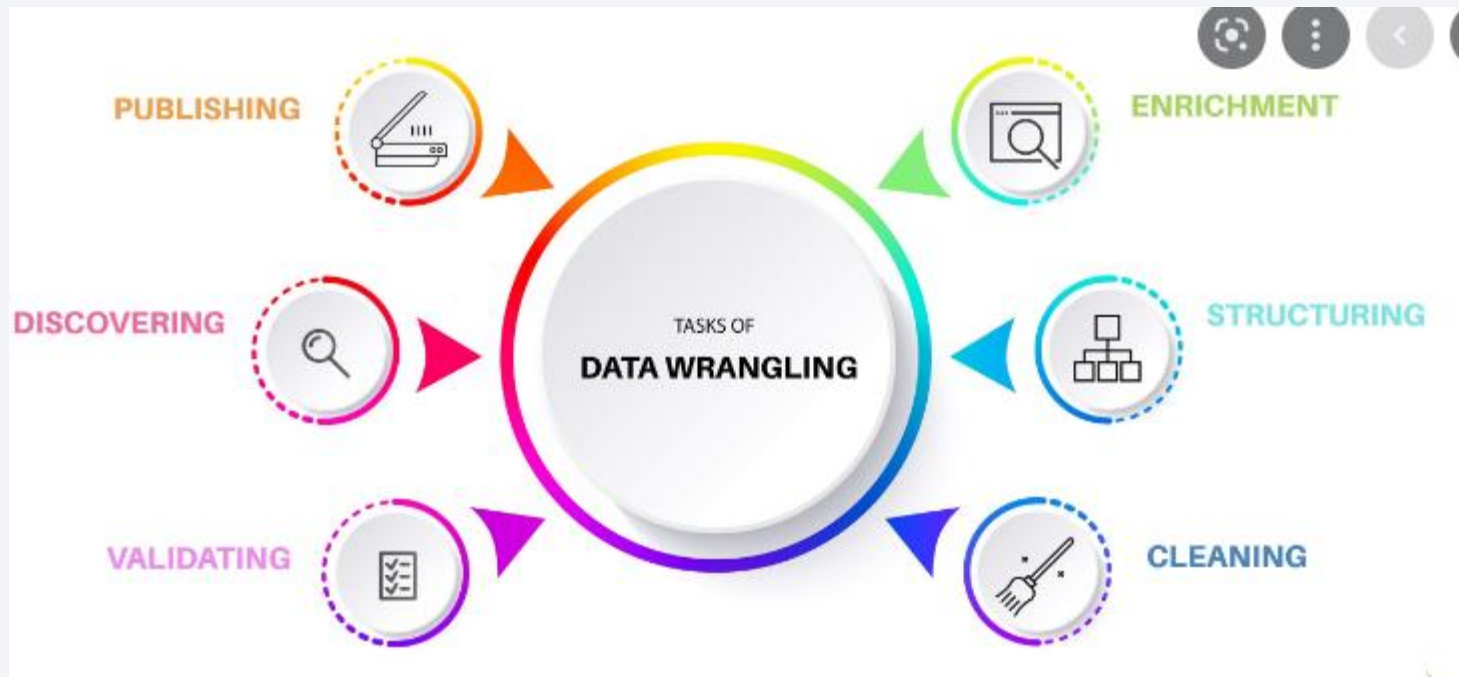 PUBLISHING
ENRICHMENT
DISCOVERING
TASKS OF
DATA WRANGLING
STRUCTURING
VALIDATING
CLEANING